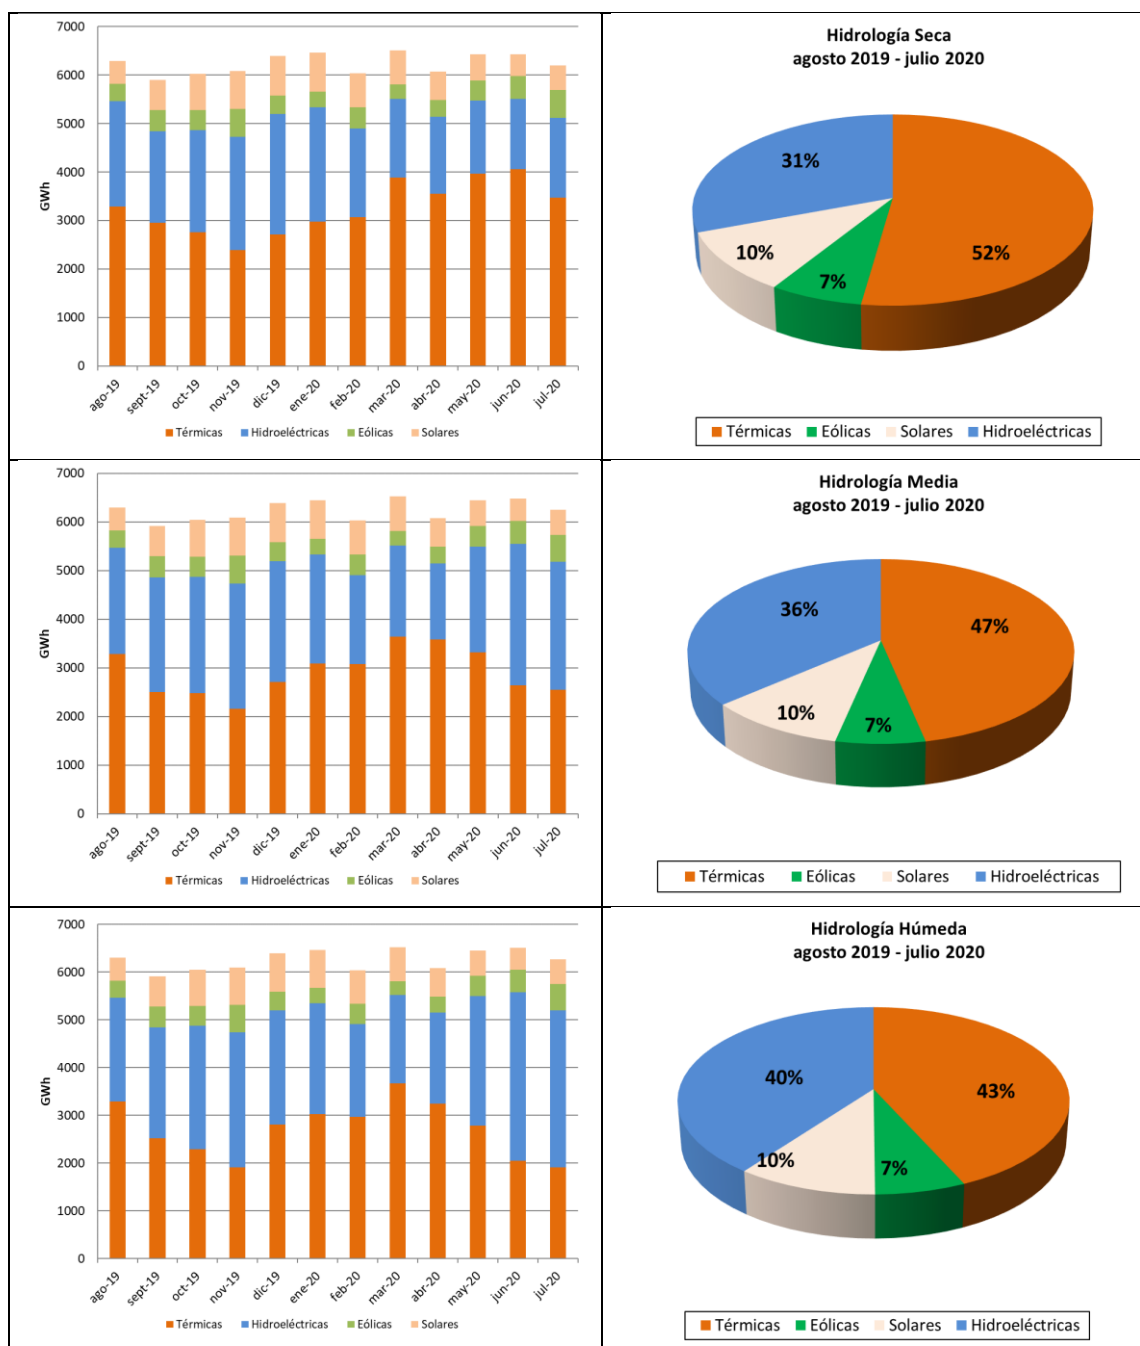 7000
6000
5000
4000
3000
2000
1000
0
GWh
ago-19
sept-19
oct-19
nov-19
dic-19
ene-20
feb-20
mar-20
abr-20
may-20
jun-20
jul-20
Térmicas Hidroeléctricas Eólicas Solares
Hidrología Seca
agosto 2019 - julio 2020
31%
10%
7%
52%
Térmicas Eólicas Solares Hidroeléctricas
7000
6000
5000
4000
3000
2000
1000
0
GWh
ago-19
sept-19
oct-19
nov-19
dic-19
ene-20
feb-20
mar-20
abr-20
may-20
jun-20
jul-20
Térmicas Hidroeléctricas Eólicas Solares
Hidrología Media
agosto 2019 - julio 2020
36%
47%
10%
7%
Térmicas Eólicas Solares Hidroeléctricas
7000
6000
5000
4000
3000
2000
1000
0
GWh
ago-19
sept-19
oct-19
nov-19
dic-19
ene-20
feb-20
mar-20
abr-20
may-20
jun-20
jul-20
Térmicas Hidroeléctricas Eólicas Solares
Hidrología Húmeda
agosto 2019 - julio 2020
40%
43%
10%
7%
Térmicas Eólicas Solares Hidroeléctricas